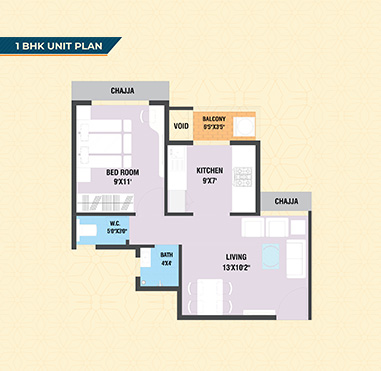 1 BHK UNIT PLAN
CHAJJA
VOID
BALCONY
6'5"X3'5"
BED ROOM
9'X11'
KITCHEN
9'X7'
CHAJJA
W.C.
5'0"X3'0"
BATH
4'X4'
LIVING
13'X10'2"